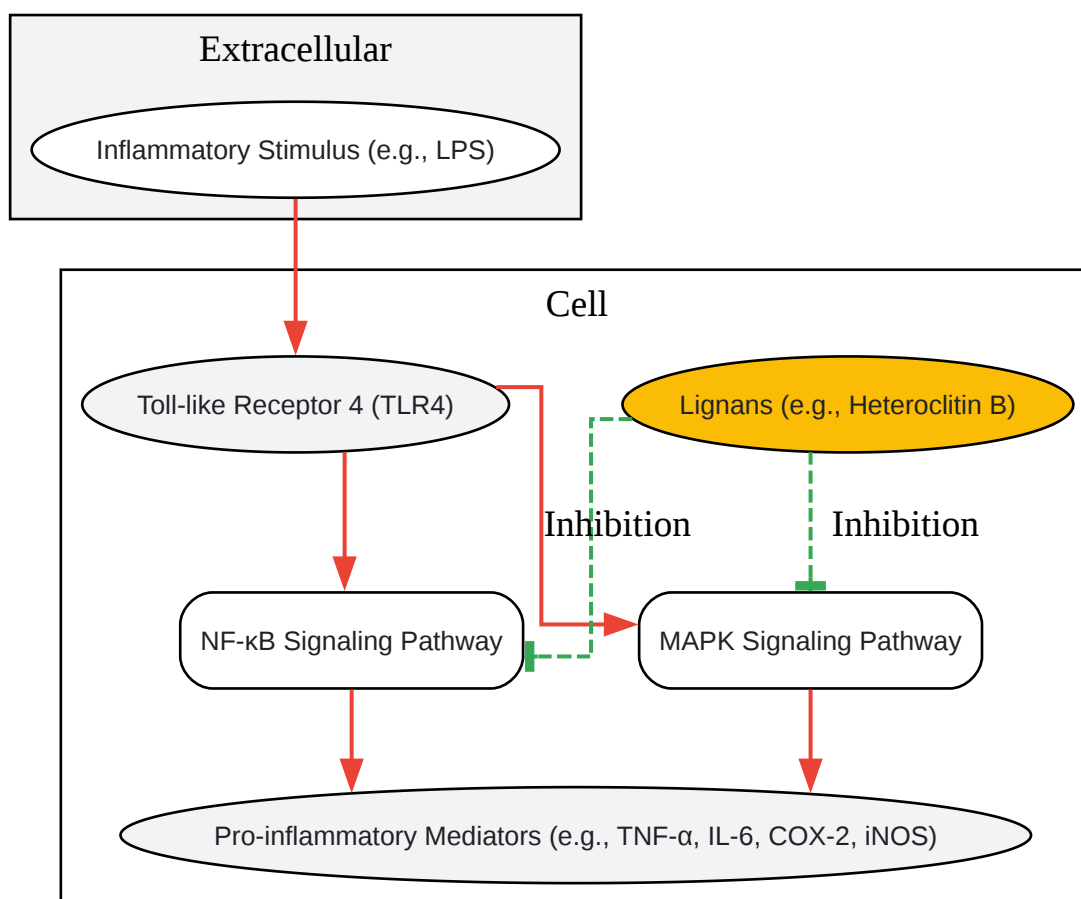 Extracellular
Inflammatory Stimulus (e.g., LPS)
Cell
Toll-like Receptor 4 (TLR4)
Lignans (e.g., Heteroclitin B)
Inhibition
Inhibition
NF-κB Signaling Pathway
MAPK Signaling Pathway
Pro-inflammatory Mediators (e.g., TNF-α, IL-6, COX-2, iNOS)